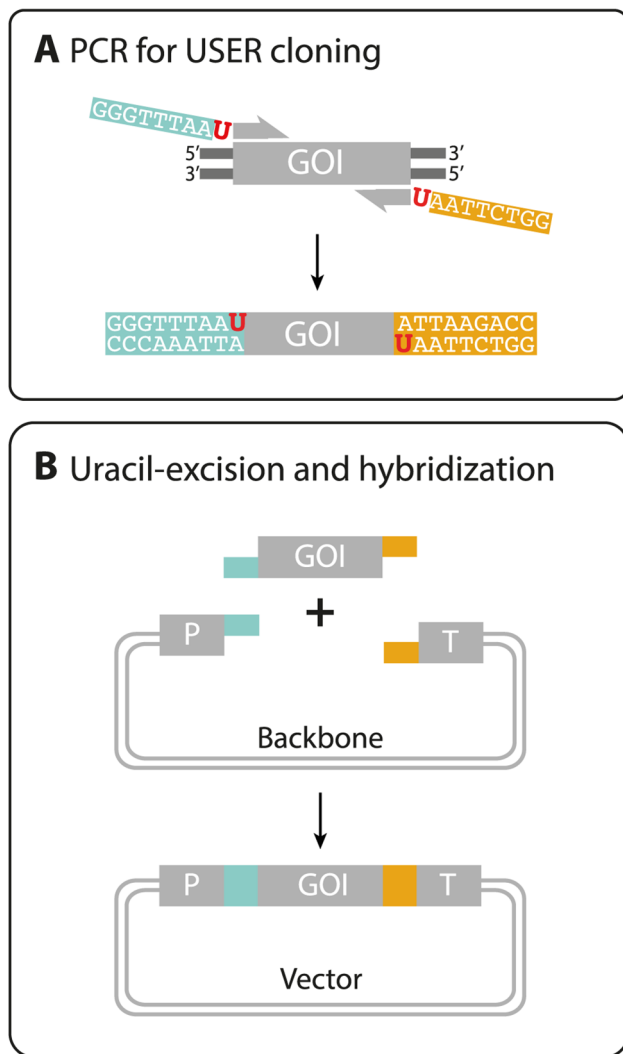 A PCR for USER cloning
GGGTTTAAU
5' GOI 3'
3' 5'
UAATTCTGG
GGGTTTAAU GOI ATTAAGACC
CCCAAATTA UAATTCTGG
B Uracil-excision and hybridization
GOI
+
P T
Backbone
P GOI T
Vector